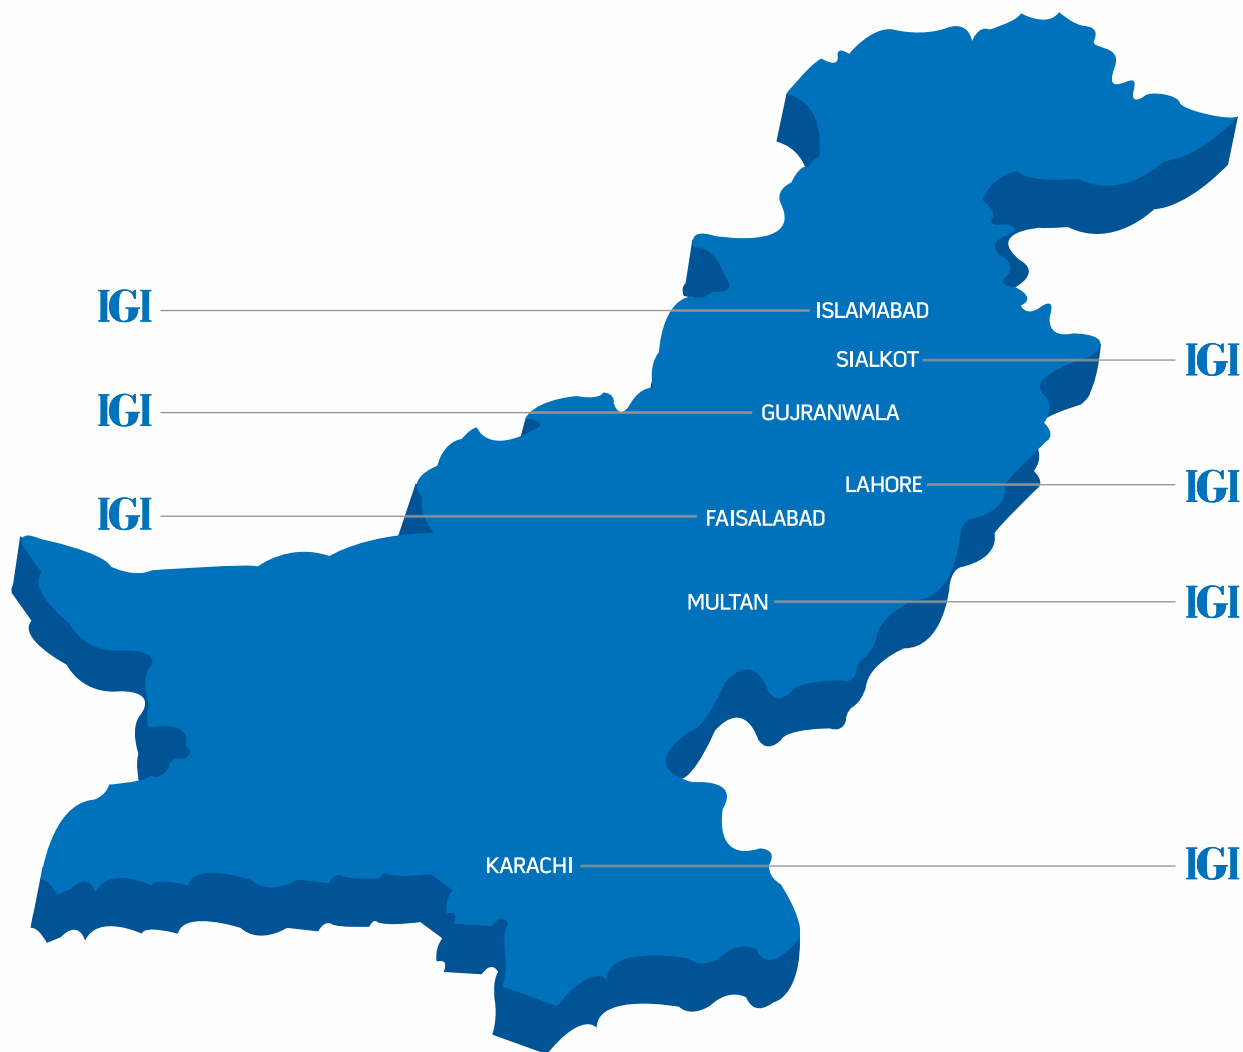 IGI
ISLAMABAD
SIALKOT
IGI
IGI
GUJRANWALA
LAHORE
IGI
IGI
FAISALABAD
MULTAN
IGI
KARACHI
IGI